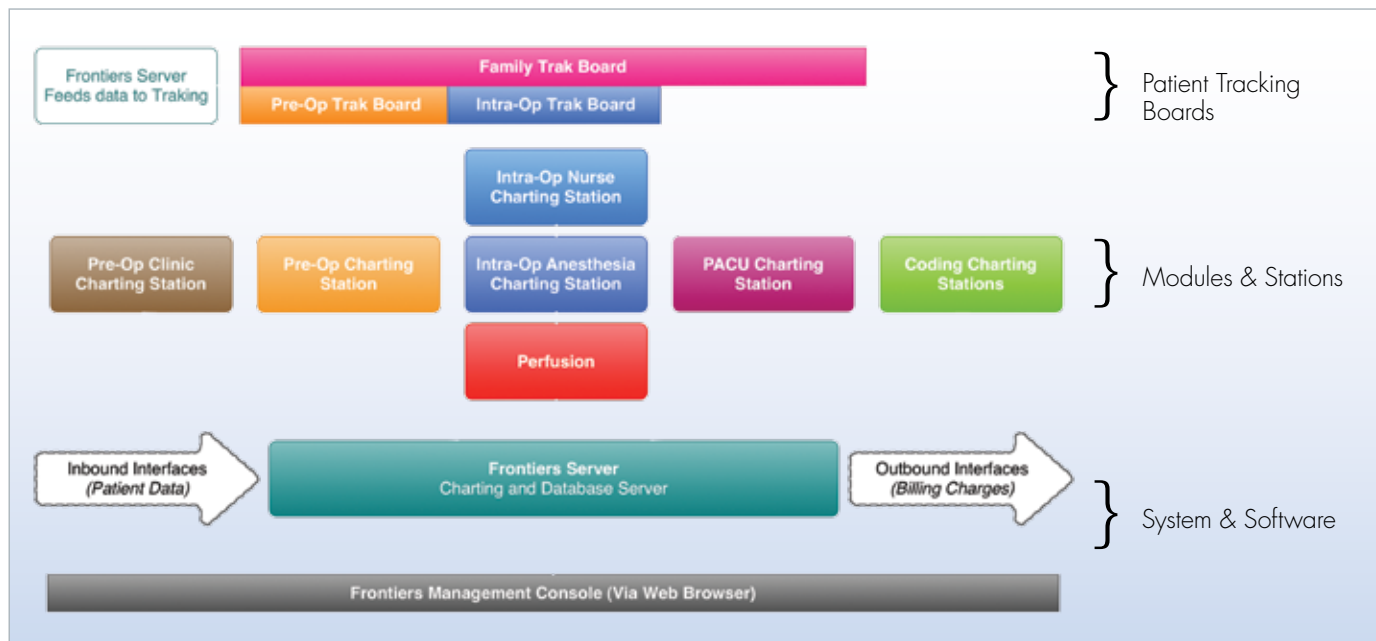 Frontiers Server
Feeds data to Traking
Family Trak Board
Pre-Op Trak Board
Intra-Op Trak Board
Patient Tracking
Boards
Intra-Op Nurse
Charting Station
Pre-Op Clinic
Charting Station
Pre-Op Charting
Station
Intra-Op Anesthesia
Charting Station
PACU Charting
Station
Coding Charting
Stations
Modules & Stations
Perfusion
Inbound Interfaces
(Patient Data)
Frontiers Server
Charting and Database Server
Outbound Interfaces
(Billing Charges)
System & Software
Frontiers Management Console (Via Web Browser)